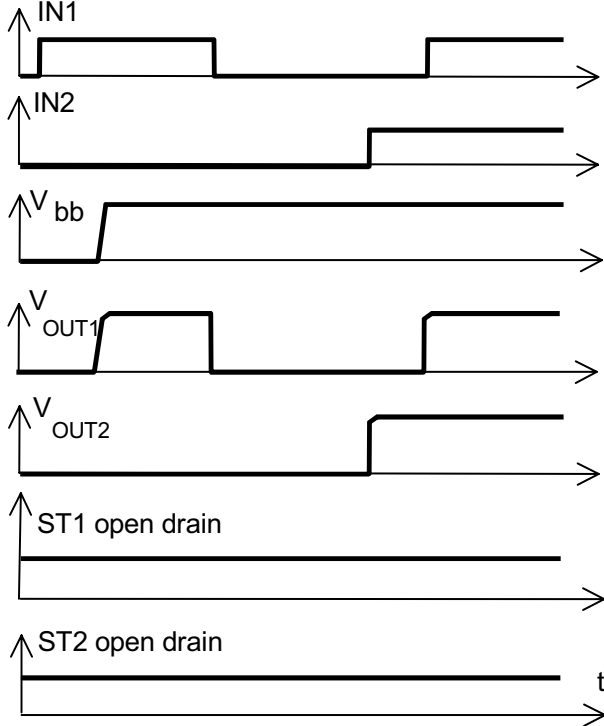 IN1
IN2
V bb
V OUT1
V OUT2
ST1 open drain
ST2 open drain
t